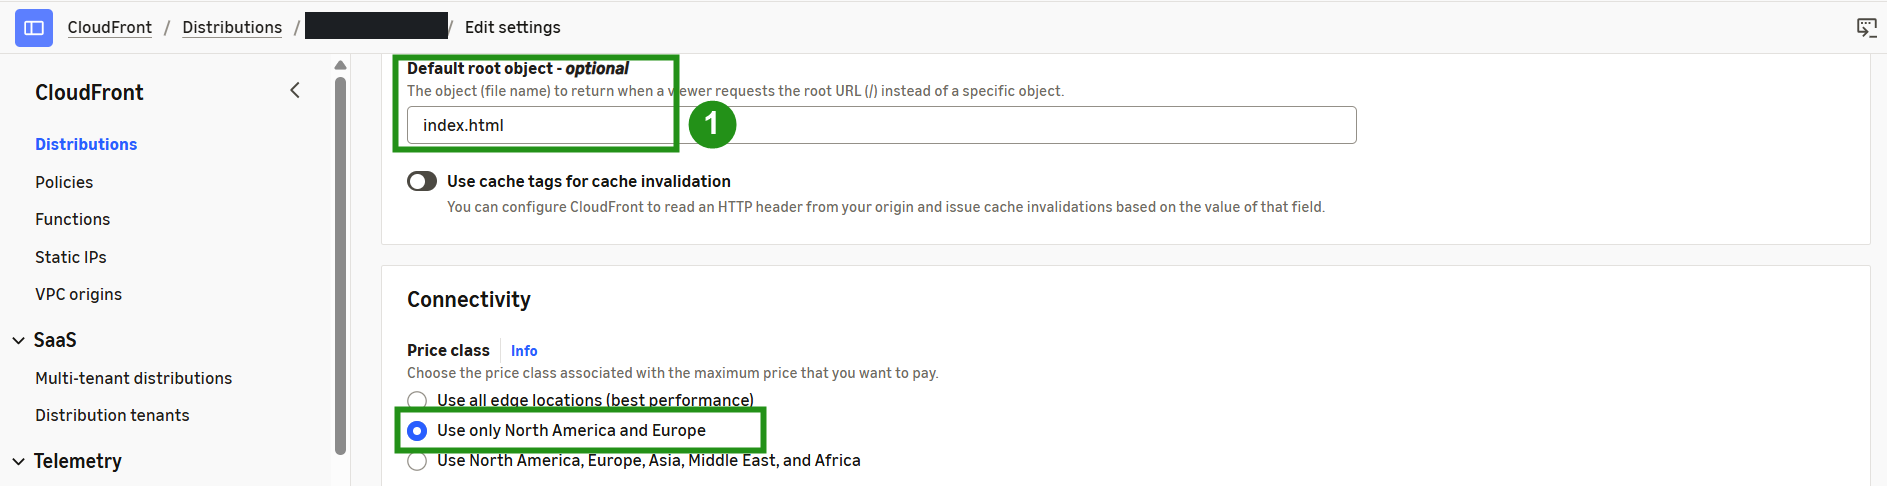 CloudFront / Distributions / / Edit settings
CloudFront
Distributions
Policies
Functions
Static IPs
VPC origins
SaaS
Multi-tenant distributions
Distribution tenants
Telemetry
Default root object - optional
The object (file name) to return when a viewer requests the root URL (/) instead of a specific object.
index.html
1
Use cache tags for cache invalidation
You can configure CloudFront to read an HTTP header from your origin and issue cache invalidations based on the value of that field.
Connectivity
Price class Info
Choose the price class associated with the maximum price that you want to pay.
Use all edge locations (best performance)
Use only North America and Europe
Use North America, Europe, Asia, Middle East, and Africa